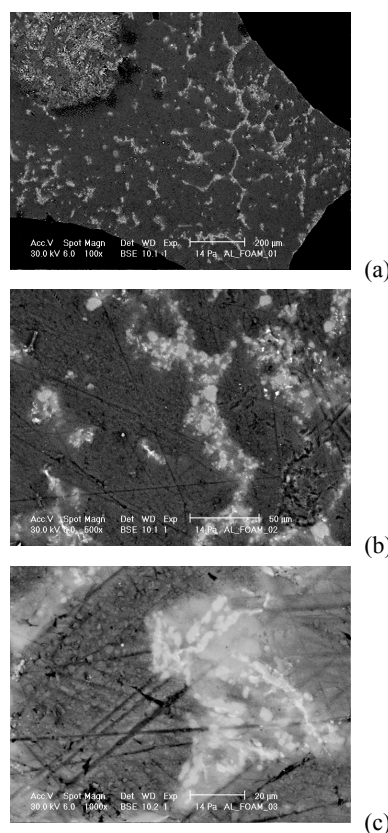 Acc.V Spot Magn Det WD Exp 200 µm
30.0 kV 6.0 100x BSE 10.1 1 14 Pa AL_FOAM_01
(a)
Acc.V Spot Magn Det WD Exp 50 µm
30.0 kV 6.0 500x BSE 10.1 1 14 Pa AL_FOAM_02
(b)
Acc.V Spot Magn Det WD Exp 20 µm
30.0 kV 6.0 1000x BSE 10.2 1 14 Pa AL_FOAM_03
(c)